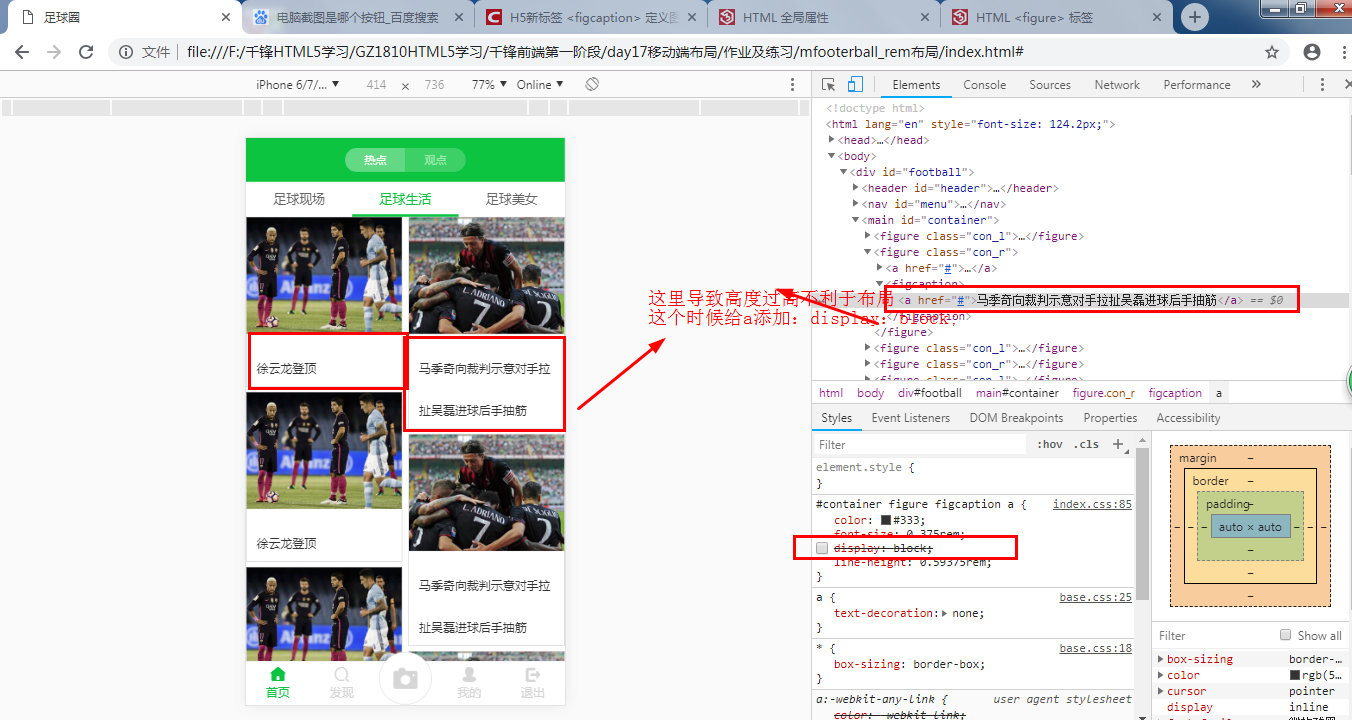 足球圈
电脑截图是哪个按钮_百度搜索
H5新标签 <figcaption> 定义图
HTML 全局属性
HTML <figure> 标签
文件 file:///F:/千锋HTML5学习/GZ1810HTML5学习/千锋前端第一阶段/day17移动端布局/作业及练习/mfooterball_rem布局/index.html#
iPhone 6/7/... 414 × 736 77% Online
Elements Console Sources Network Performance
<!doctype html>
<html lang="en" style="font-size: 124.2px;">
<head>…</head>
<body>
<div id="football">
<header id="header">…</header>
<nav id="menu">…</nav>
<main id="container">
<figure class="con_l">…</figure>
<figure class="con_r">
<a href="#">…</a>
<figcaption>
<a href="#">马季奇向裁判示意对手拉扯吴磊进球后手抽筋</a> == $0
</figcaption>
</figure>
<figure class="con_l">…</figure>
<figure class="con_r">…</figure>
<figure class="con_l">…</figure>
html body div#football main#container figure.con_r figcaption a
Styles Event Listeners DOM Breakpoints Properties Accessibility
Filter :hov .cls +
element.style {
}
#container figure figcaption a { index.css:85
color: #333;
font-size: 0.375rem;
display: block;
line-height: 0.59375rem;
}
a { base.css:25
text-decoration: none;
}
* { base.css:18
box-sizing: border-box;
}
a:-webkit-any-link { user agent stylesheet
color: -webkit-link;
margin –
border –
padding –
– – – auto × auto – – –
–
–
–
Filter Show all
box-sizing border-…
color rgb(5…
cursor pointer
display inline
热点 观点
足球现场 足球生活 足球美女
徐云龙登顶
马季奇向裁判示意对手拉
扯吴磊进球后手抽筋
徐云龙登顶
马季奇向裁判示意对手拉
扯吴磊进球后手抽筋
首页 发现 我的 退出
这里导致高度过高不利于布局
这个时候给a添加：display：block；